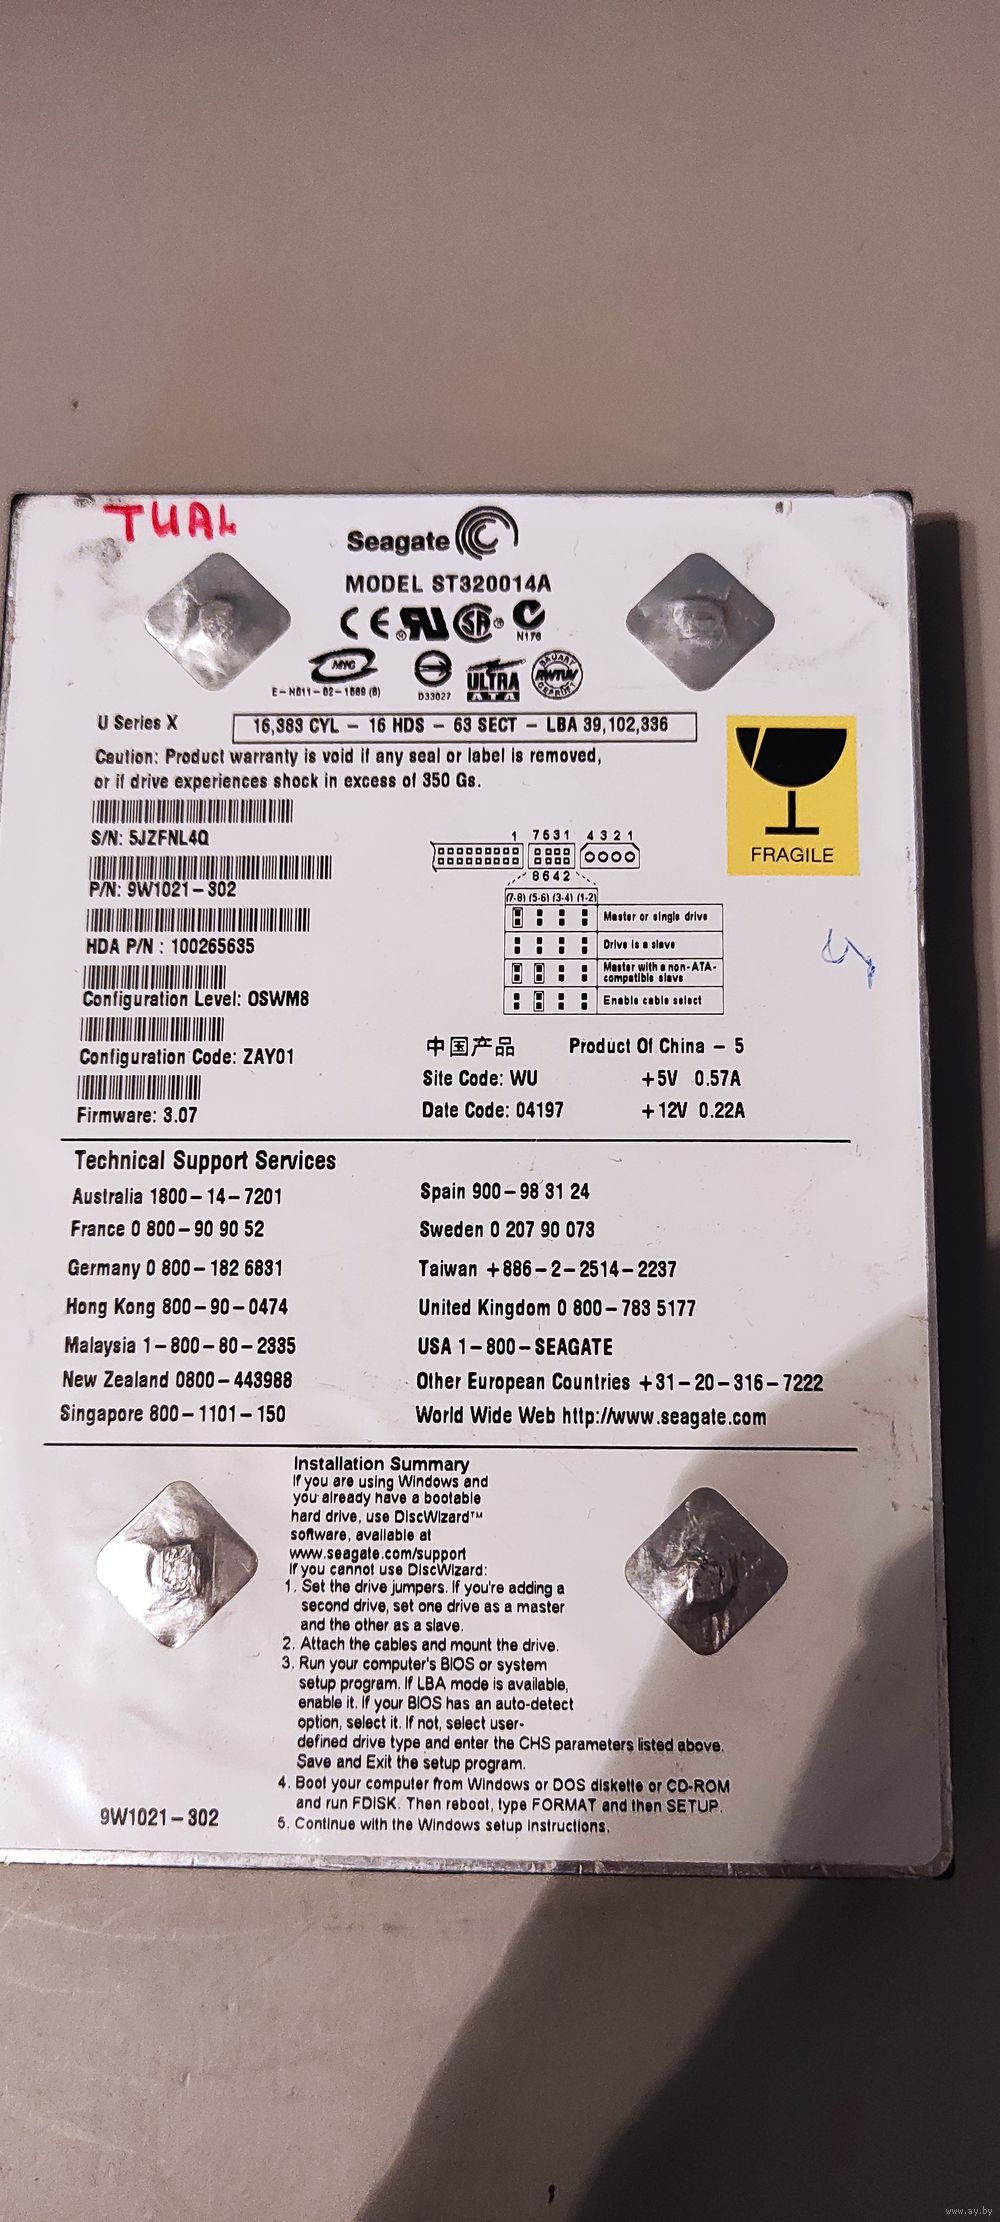 TUAL
Seagate
MODEL ST320014A
N176
E-H011-02-1689 (B)
D33027
ULTRA
ATA
BAUART
GEPRÜFT
U Series X
16,383 CYL – 16 HDS – 63 SECT – LBA 39,102,336
Caution: Product warranty is void if any seal or label is removed,
or if drive experiences shock in excess of 350 Gs.
S/N: 5JZFNL4Q
P/N: 9W1021-302
HDA P/N : 100265635
Configuration Level: OSWM8
Configuration Code: ZAY01
Firmware: 3.07
1 7631 4321
8642
(7-8) (5-6) (3-4) (1-2)
Master or single drive
Drive is a slave
Master with a non-ATA-
compatible slave
Enable cable select
FRAGILE
中国产品 Product Of China – 5
Site Code: WU +5V 0.57A
Date Code: 04197 +12V 0.22A
Technical Support Services
Australia 1800-14-7201
France 0 800-90 90 52
Germany 0 800-182 6831
Hong Kong 800-90-0474
Malaysia 1-800-80-2335
New Zealand 0800-443988
Singapore 800-1101-150
Spain 900-98 31 24
Sweden 0 207 90 073
Taiwan +886-2-2514-2237
United Kingdom 0 800-783 5177
USA 1-800-SEAGATE
Other European Countries +31-20-316-7222
World Wide Web http://www.seagate.com
Installation Summary
If you are using Windows and
you already have a bootable
hard drive, use DiscWizard™
software, available at
www.seagate.com/support
If you cannot use DiscWizard:
1. Set the drive jumpers. If you're adding a
second drive, set one drive as a master
and the other as a slave.
2. Attach the cables and mount the drive.
3. Run your computer's BIOS or system
setup program. If LBA mode is available,
enable it. If your BIOS has an auto-detect
option, select it. If not, select user-
defined drive type and enter the CHS parameters listed above.
Save and Exit the setup program.
4. Boot your computer from Windows or DOS diskette or CD-ROM
and run FDISK. Then reboot, type FORMAT and then SETUP.
5. Continue with the Windows setup instructions.
9W1021-302
www.ay.by